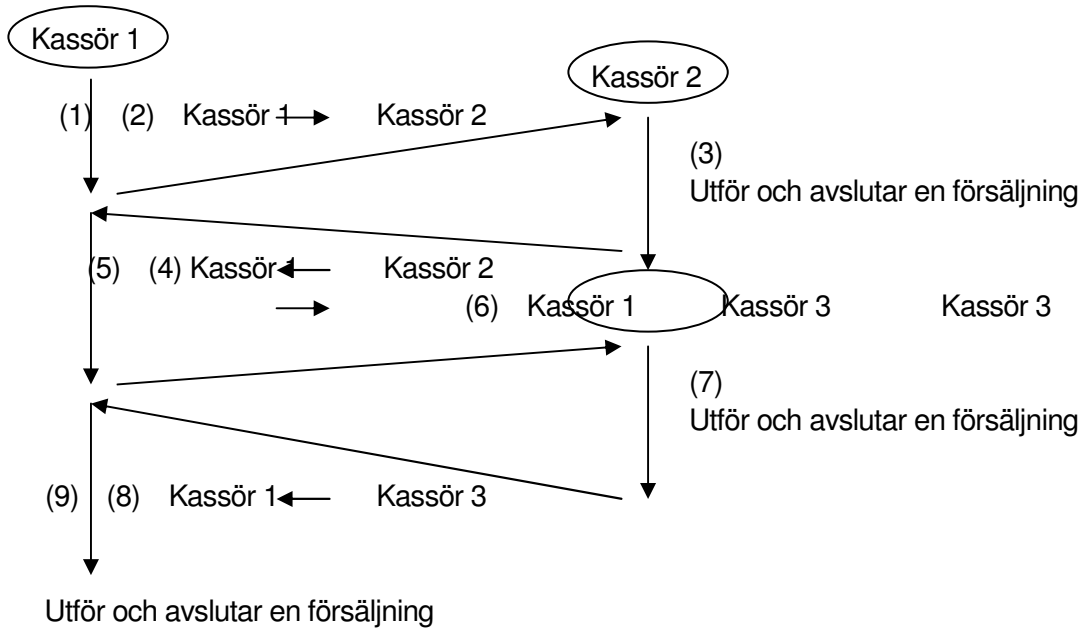 Kassör 1
Kassör 2
(1) (2) Kassör 1 Kassör 2
(3)
Utför och avslutar en försäljning
(5) (4) Kassör 1 Kassör 2
(6) Kassör 1 Kassör 3 Kassör 3
(7)
Utför och avslutar en försäljning
(9) (8) Kassör 1 Kassör 3
Utför och avslutar en försäljning